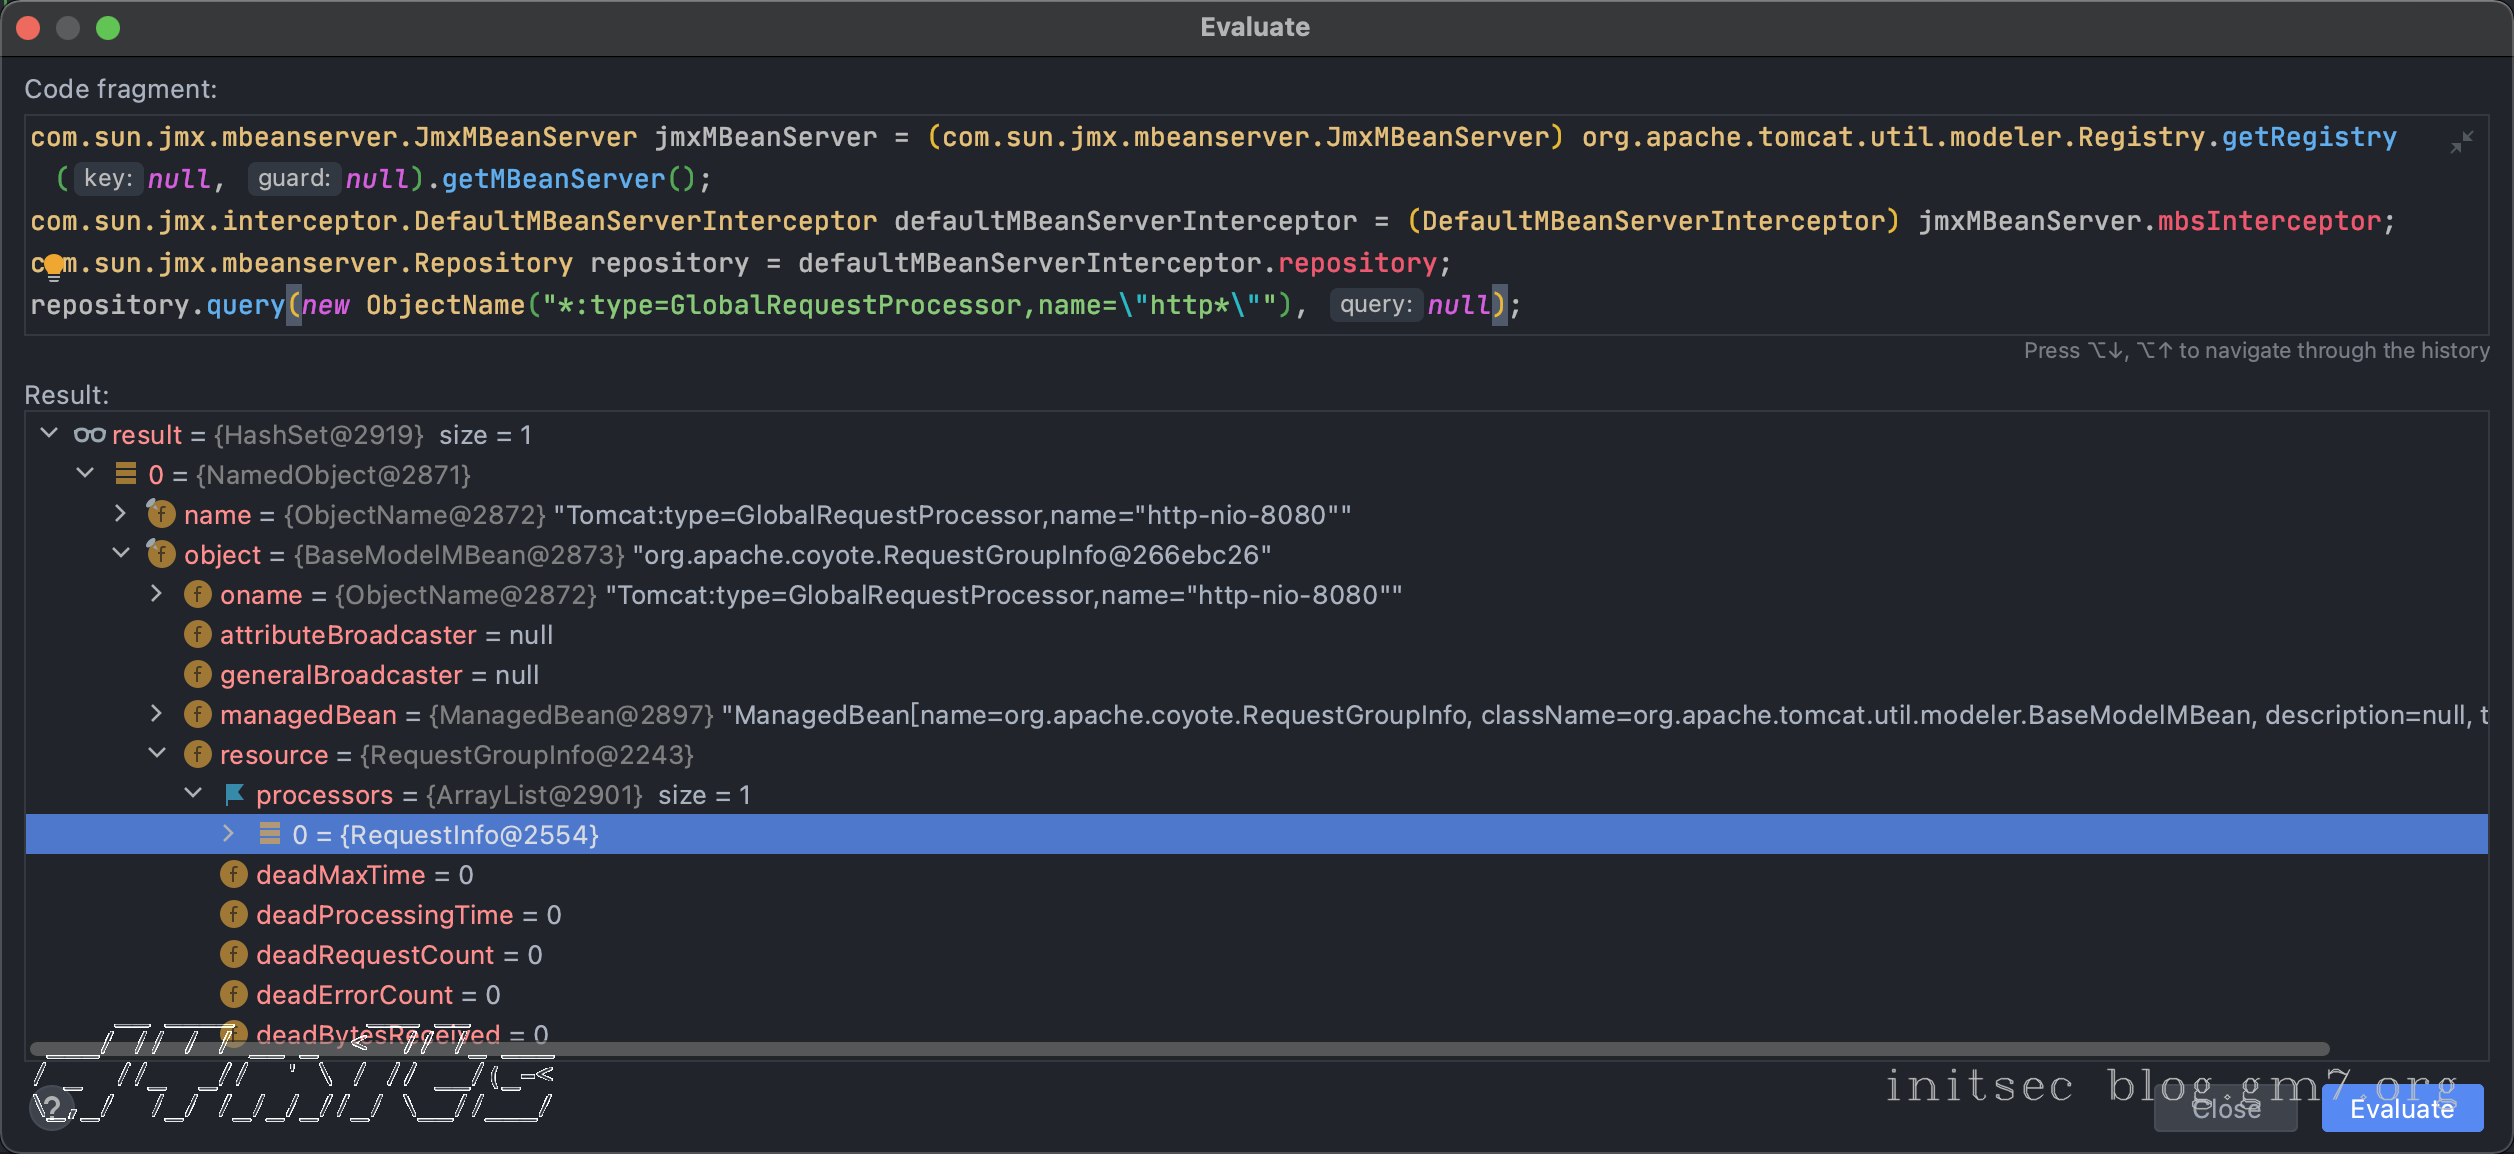 Evaluate
Code fragment:
com.sun.jmx.mbeanserver.JmxMBeanServer jmxMBeanServer = (com.sun.jmx.mbeanserver.JmxMBeanServer) org.apache.tomcat.util.modeler.Registry.getRegistry
( key: null, guard: null).getMBeanServer();
com.sun.jmx.interceptor.DefaultMBeanServerInterceptor defaultMBeanServerInterceptor = (DefaultMBeanServerInterceptor) jmxMBeanServer.mbsInterceptor;
com.sun.jmx.mbeanserver.Repository repository = defaultMBeanServerInterceptor.repository;
repository.query(new ObjectName("*:type=GlobalRequestProcessor,name=\"http*\""), query: null);
Press ⌥↓, ⌥↑ to navigate through the history
Result:
result = {HashSet@2919} size = 1
0 = {NamedObject@2871}
name = {ObjectName@2872} "Tomcat:type=GlobalRequestProcessor,name="http-nio-8080""
object = {BaseModelMBean@2873} "org.apache.coyote.RequestGroupInfo@266ebc26"
oname = {ObjectName@2872} "Tomcat:type=GlobalRequestProcessor,name="http-nio-8080""
attributeBroadcaster = null
generalBroadcaster = null
managedBean = {ManagedBean@2897} "ManagedBean[name=org.apache.coyote.RequestGroupInfo, className=org.apache.tomcat.util.modeler.BaseModelMBean, description=null, t
resource = {RequestGroupInfo@2243}
processors = {ArrayList@2901} size = 1
0 = {RequestInfo@2554}
deadMaxTime = 0
deadProcessingTime = 0
deadRequestCount = 0
deadErrorCount = 0
deadBytesReceived = 0
initsec blog.gm7.org
Close
Evaluate